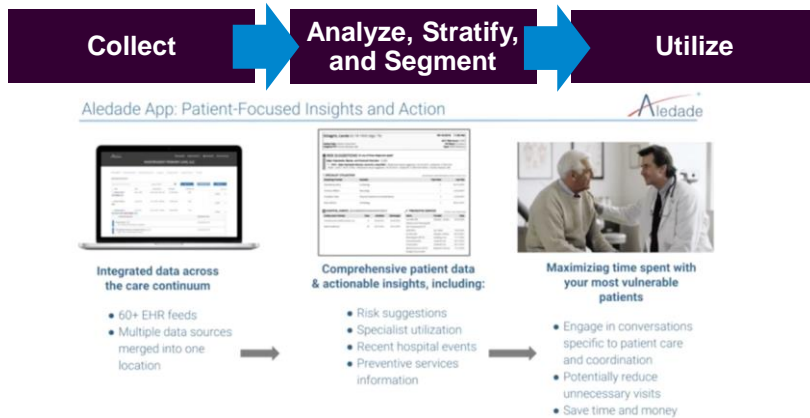 Collect
Analyze, Stratify,
and Segment
Utilize
Aledade App: Patient-Focused Insights and Action
Aledade
Integrated data across
the care continuum
• 60+ EHR feeds
• Multiple data sources
merged into one
location
Comprehensive patient data
& actionable insights, including:
• Risk suggestions
• Specialist utilization
• Recent hospital events
• Preventive services
information
Maximizing time spent with
your most vulnerable
patients
• Engage in conversations
specific to patient care
and coordination
• Potentially reduce
unnecessary visits
• Save time and money